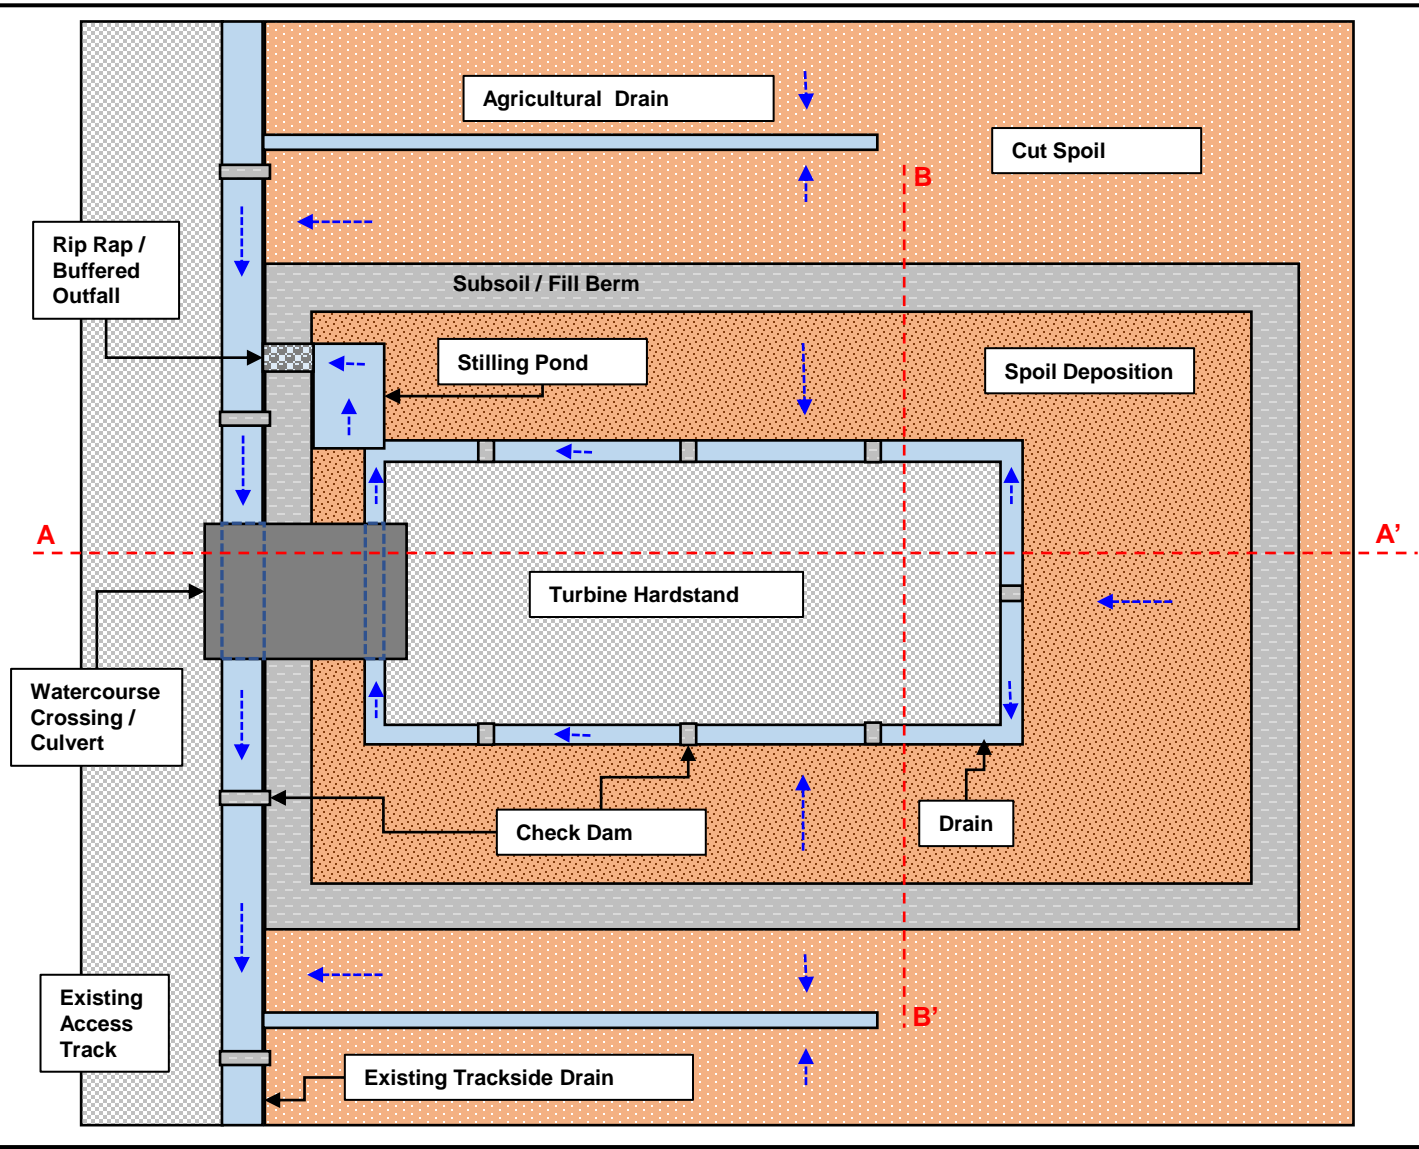 Agricultural Drain
Cut Spoil
B
Rip Rap /
Buffered
Outfall
Subsoil / Fill Berm
Stilling Pond
Spoil Deposition
A
A’
Turbine Hardstand
Watercourse
Crossing /
Culvert
Check Dam
Drain
Existing
Access
Track
B’
Existing Trackside Drain